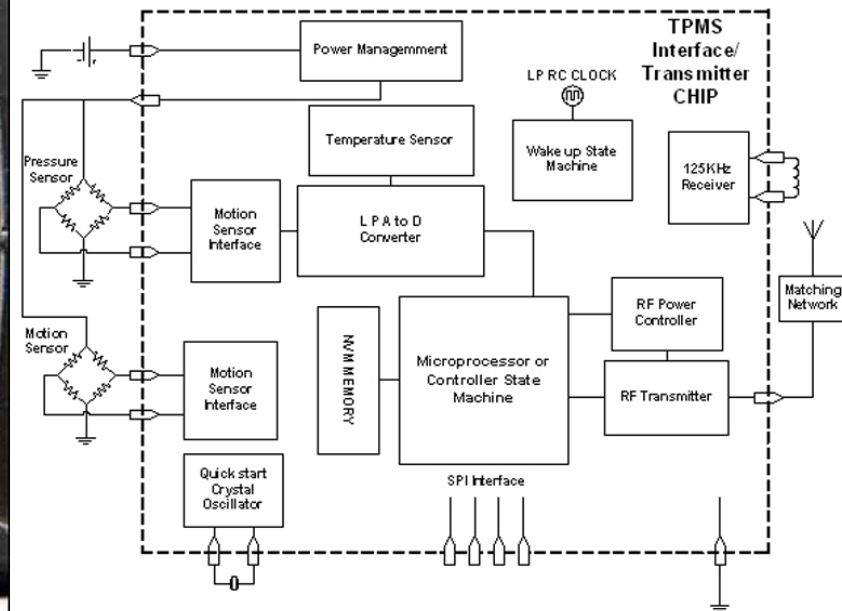 TPMS
Interface/
Transmitter
CHIP
Power Managemment
LP RC CLOCK
Temperature Sensor
Wake up State
Machine
125KHz
Receiver
Pressure
Sensor
Motion
Sensor
Interface
L P A to D
Converter
Matching
Network
RF Power
Controller
Motion
Sensor
Motion
Sensor
Interface
NVM MEMORY
Microprocessor or
Controller State
Machine
RF Transmitter
Quick start
Crystal
Oscillator
SPI Interface